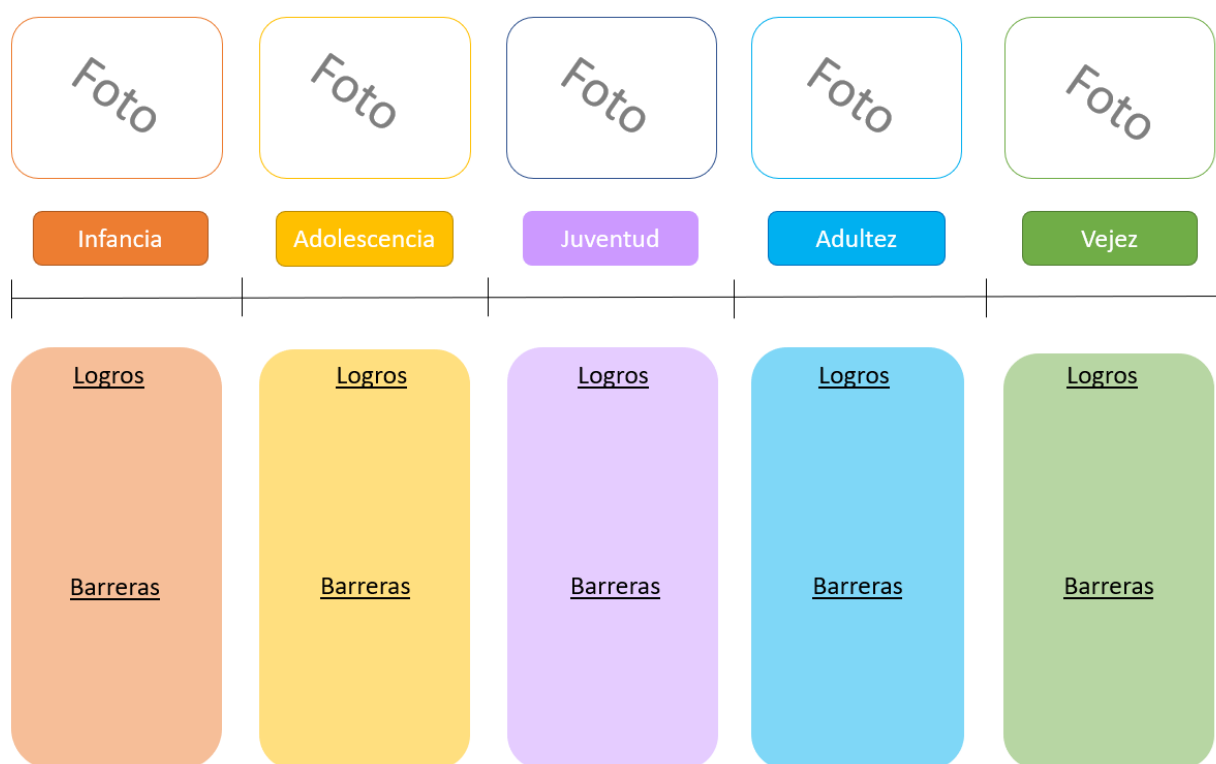 Foto
Foto
Foto
Foto
Foto
Infancia
Adolescencia
Juventud
Adultez
Vejez
Logros
Logros
Logros
Logros
Logros
Barreras
Barreras
Barreras
Barreras
Barreras